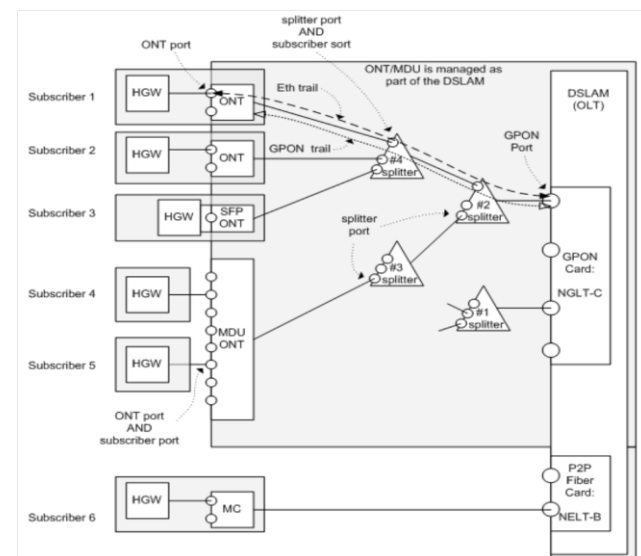 splitter port
AND
subscriber sort
ONT port
ONT/MDU is managed as
part of the DSLAM
DSLAM
(OLT)
Subscriber 1
HGW
ONT
Eth trail
GPON
Port
Subscriber 2
HGW
ONT
GPON trail
#4
splitter
#2
splitter
Subscriber 3
HGW
SFP
ONT
splitter
port
GPON
Card:
NGLT-C
#3
splitter
Subscriber 4
HGW
MDU
ONT
#1
splitter
Subscriber 5
HGW
ONT port
AND
subscriber port
P2P
Fiber
Card:
NELT-B
Subscriber 6
HGW
MC